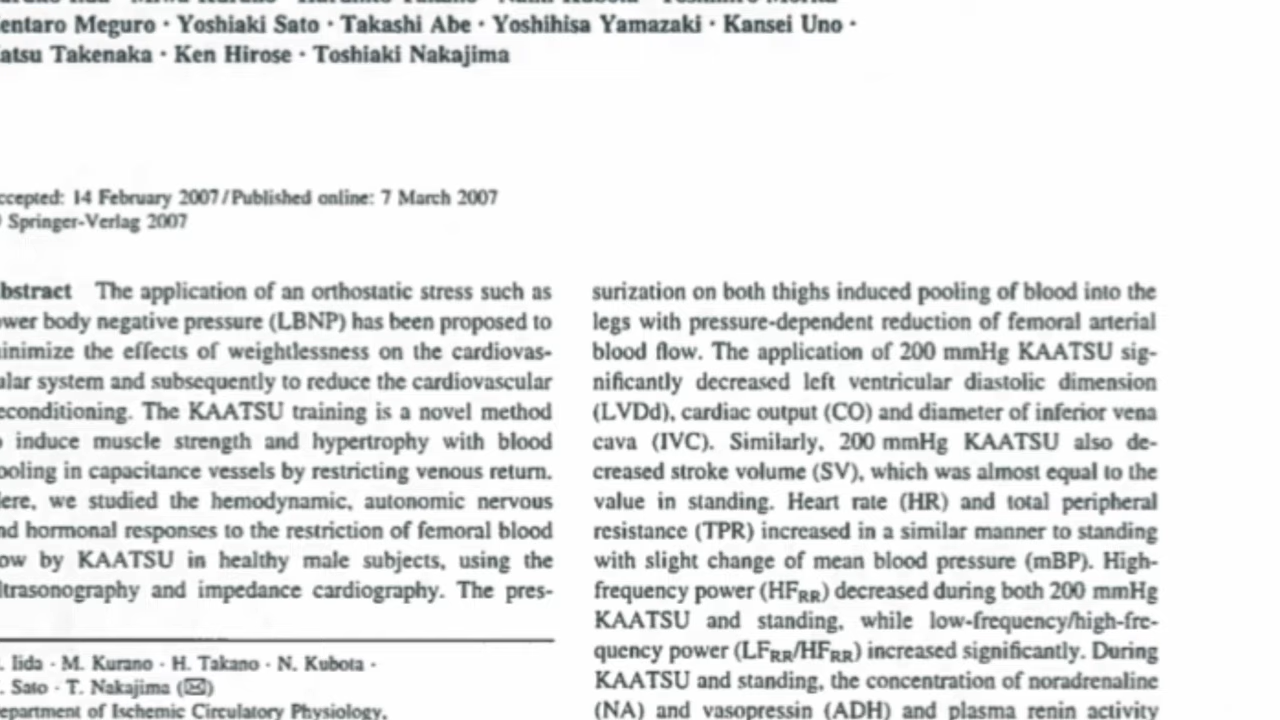 Meguro · Yoshiaki Sato · Takashi Abe · Yoshihisa Yamazaki · Kansei Uno ·
Takenaka · Ken Hirose · Toshiaki Nakajima
ccepted: 14 February 2007 / Published online: 7 March 2007
Springer-Verlag 2007
bstract The application of an orthostatic stress such as
ower body negative pressure (LBNP) has been proposed to
inimize the effects of weightlessness on the cardiovas-
ular system and subsequently to reduce the cardiovascular
econditioning. The KAATSU training is a novel method
induce muscle strength and hypertrophy with blood
ooling in capacitance vessels by restricting venous return.
ere, we studied the hemodynamic, autonomic nervous
nd hormonal responses to the restriction of femoral blood
ow by KAATSU in healthy male subjects, using the
ltrasonography and impedance cardiography. The pres-
Iida · M. Kurano · H. Takano · N. Kubota ·
Sato · T. Nakajima (✉)
epartment of Ischemic Circulatory Physiology,
surization on both thighs induced pooling of blood into the
legs with pressure-dependent reduction of femoral arterial
blood flow. The application of 200 mmHg KAATSU sig-
nificantly decreased left ventricular diastolic dimension
(LVDd), cardiac output (CO) and diameter of inferior vena
cava (IVC). Similarly, 200 mmHg KAATSU also de-
creased stroke volume (SV), which was almost equal to the
value in standing. Heart rate (HR) and total peripheral
resistance (TPR) increased in a similar manner to standing
with slight change of mean blood pressure (mBP). High-
frequency power (HFRR) decreased during both 200 mmHg
KAATSU and standing, while low-frequency/high-fre-
quency power (LFRR/HFRR) increased significantly. During
KAATSU and standing, the concentration of noradrenaline
(NA) and vasopressin (ADH) and plasma renin activity